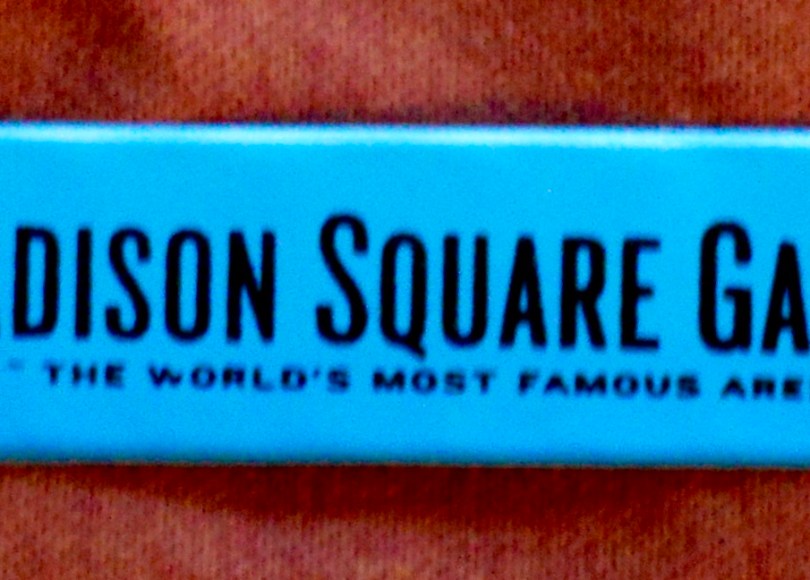 DISON SQUARE GA
THE WORLD'S MOST FAMOUS ARE